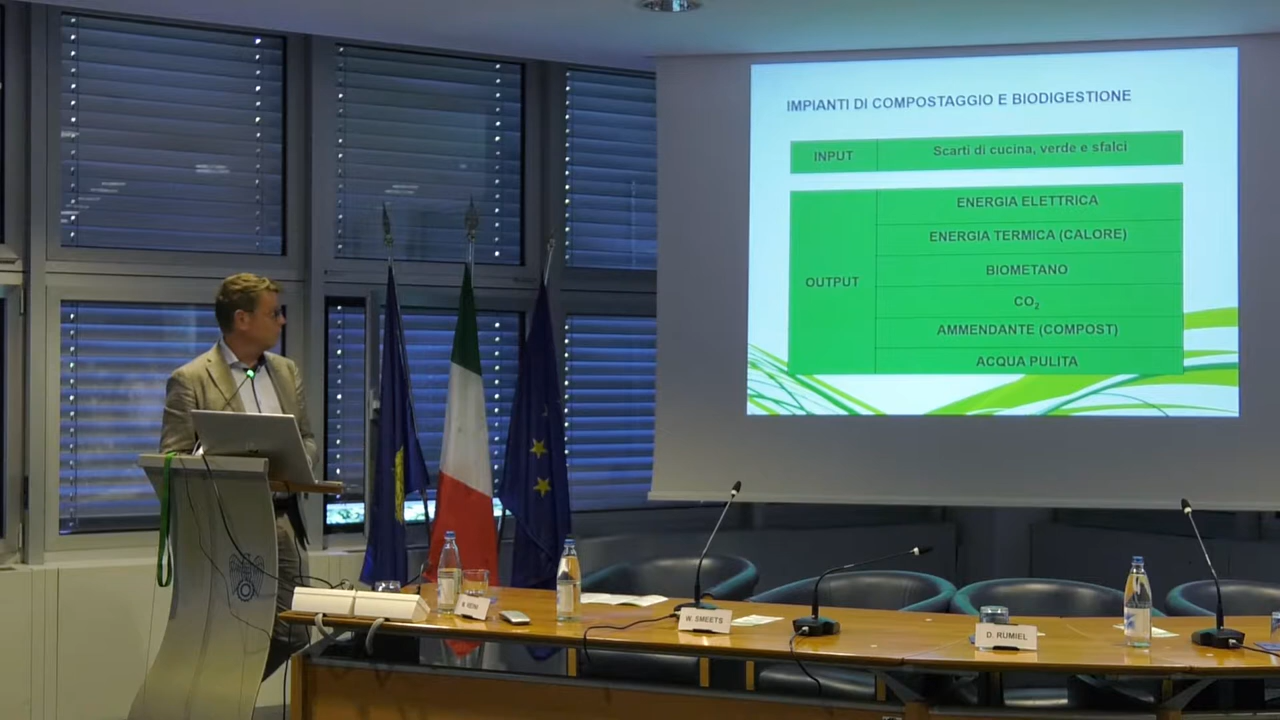 IMPIANTI DI COMPOSTAGGIO E BIODIGESTIONE
INPUT
Scarti di cucina, verde e sfalci
OUTPUT
ENERGIA ELETTRICA
ENERGIA TERMICA (CALORE)
BIOMETANO
CO₂
AMMENDANTE (COMPOST)
ACQUA PULITA
W. SMEETS
D. RUMIEL